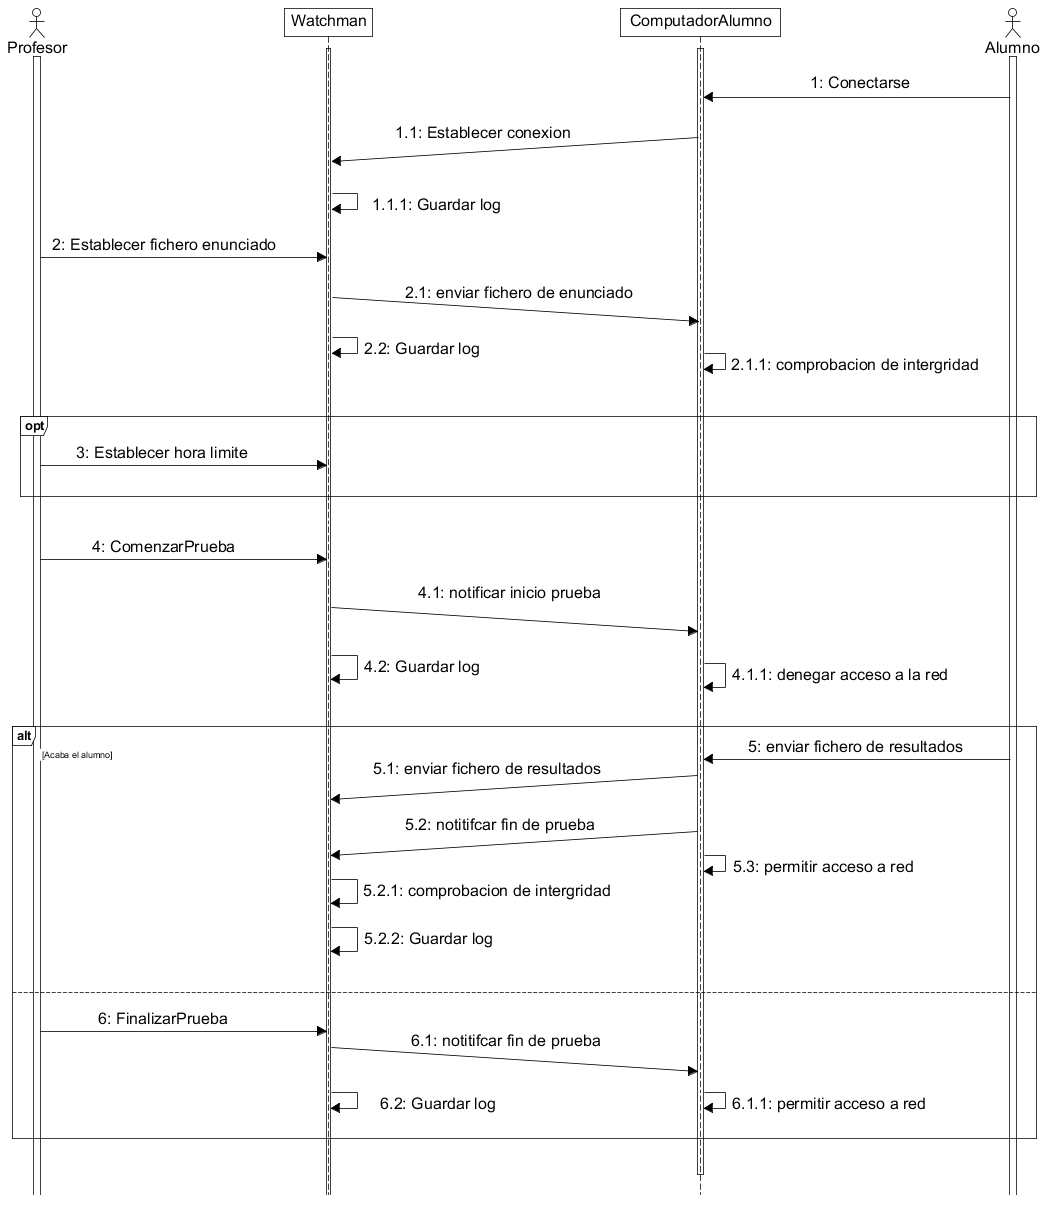 Profesor
Watchman
ComputadorAlumno
Alumno
1: Conectarse
1.1: Establecer conexion
1.1.1: Guardar log
2: Establecer fichero enunciado
2.1: enviar fichero de enunciado
2.2: Guardar log
2.1.1: comprobacion de intergridad
opt
3: Establecer hora limite
4: ComenzarPrueba
4.1: notificar inicio prueba
4.2: Guardar log
4.1.1: denegar acceso a la red
alt
[Acaba el alumno]
5: enviar fichero de resultados
5.1: enviar fichero de resultados
5.2: notitifcar fin de prueba
5.3: permitir acceso a red
5.2.1: comprobacion de intergridad
5.2.2: Guardar log
6: FinalizarPrueba
6.1: notitifcar fin de prueba
6.2: Guardar log
6.1.1: permitir acceso a red